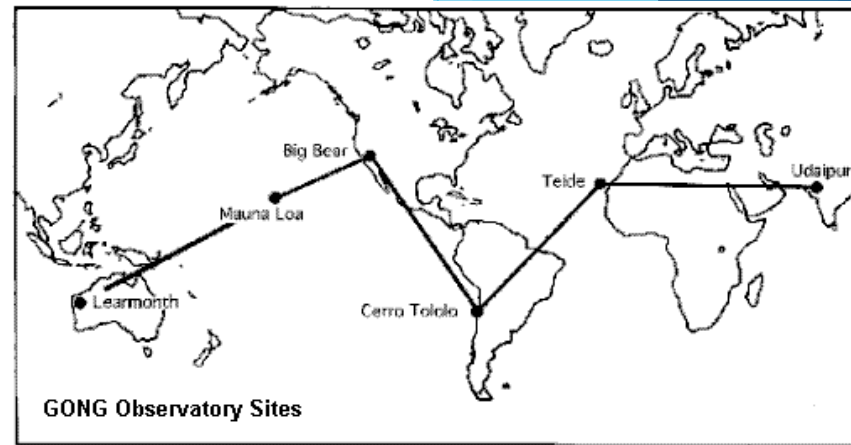 Big Bear
Mauna Loa
Learmonth
Cerro Tololo
Teide
Udaipur
GONG Observatory Sites